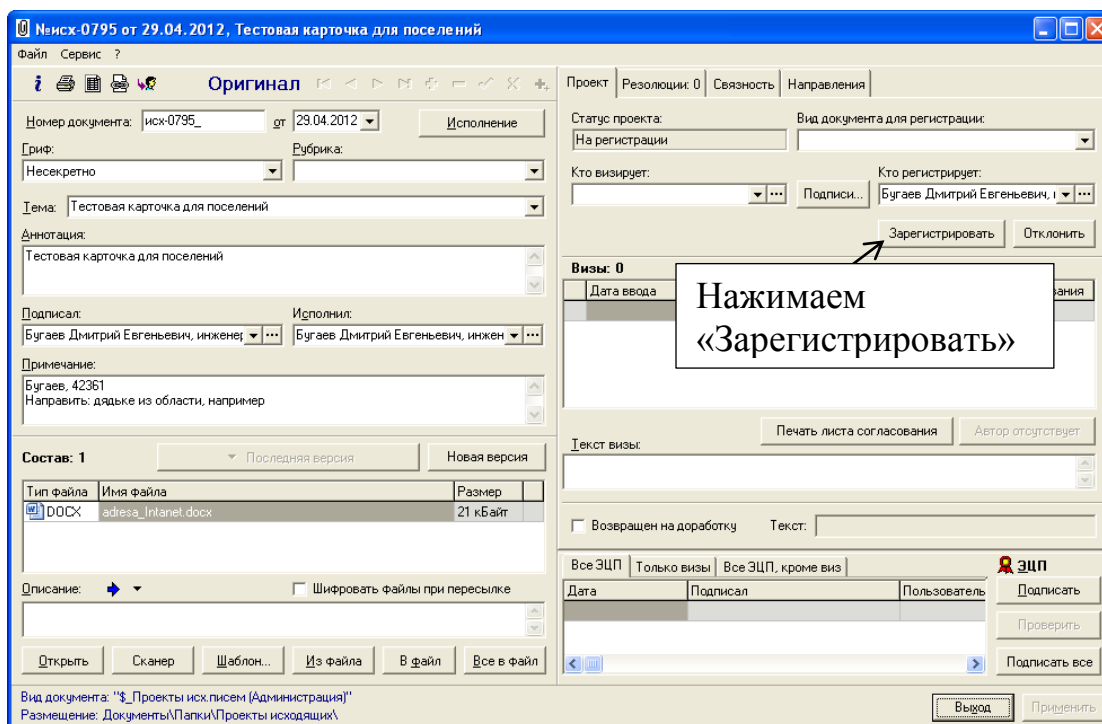 №исх-0795 от 29.04.2012, Тестовая карточка для поселений
Файл Сервис ?
Оригинал
Номер документа: исх-0795_ от 29.04.2012 Исполнение
Гриф: Рубрика:
Несекретно
Тема: Тестовая карточка для поселений
Аннотация:
Тестовая карточка для поселений
Подписал: Исполнил:
Бугаев Дмитрий Евгеньевич, инженер Бугаев Дмитрий Евгеньевич, инжен
Примечание:
Бугаев, 42361
Направить: дядьке из области, например
Состав: 1 Последняя версия Новая версия
Тип файла Имя файла Размер
DOCX adresa_Intanet.docx 21 кБайт
Описание: Шифровать файлы при пересылке
Открыть Сканер Шаблон... Из файла В файл Все в файл
Проект Резолюции: 0 Связность Направления
Статус проекта: Вид документа для регистрации:
На регистрации
Кто визирует: Кто регистрирует:
Подписи... Бугаев Дмитрий Евгеньевич,
Зарегистрировать Отклонить
Визы: 0
Дата ввода вания
Нажимаем
«Зарегистрировать»
Печать листа согласования Автор отсутствует
Текст визы:
Возвращен на доработку Текст:
Все ЭЦП Только визы Все ЭЦП, кроме виз ЭЦП
Дата Подписал Пользователь Подписать
Проверить
Подписать все
Вид документа: "$_Проекты исх.писем (Администрация)"
Размещение: Документы\Папки\Проекты исходящих\
Выход Применить